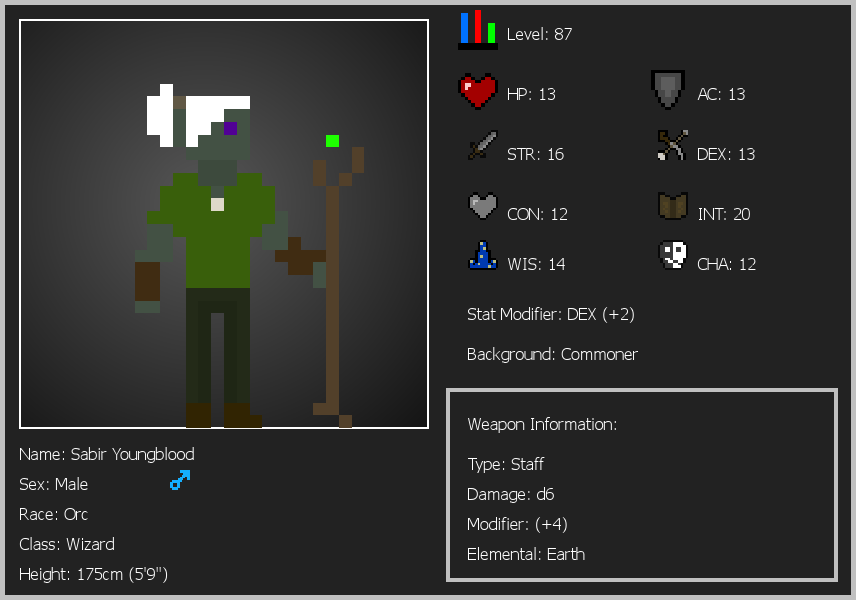 Level: 87
HP: 13
AC: 13
STR: 16
DEX: 13
CON: 12
INT: 20
WIS: 14
CHA: 12
Stat Modifier: DEX (+2)
Background: Commoner
Weapon Information:
Type: Staff
Damage: d6
Modifier: (+4)
Elemental: Earth
Name: Sabir Youngblood
Sex: Male
Race: Orc
Class: Wizard
Height: 175cm (5'9")